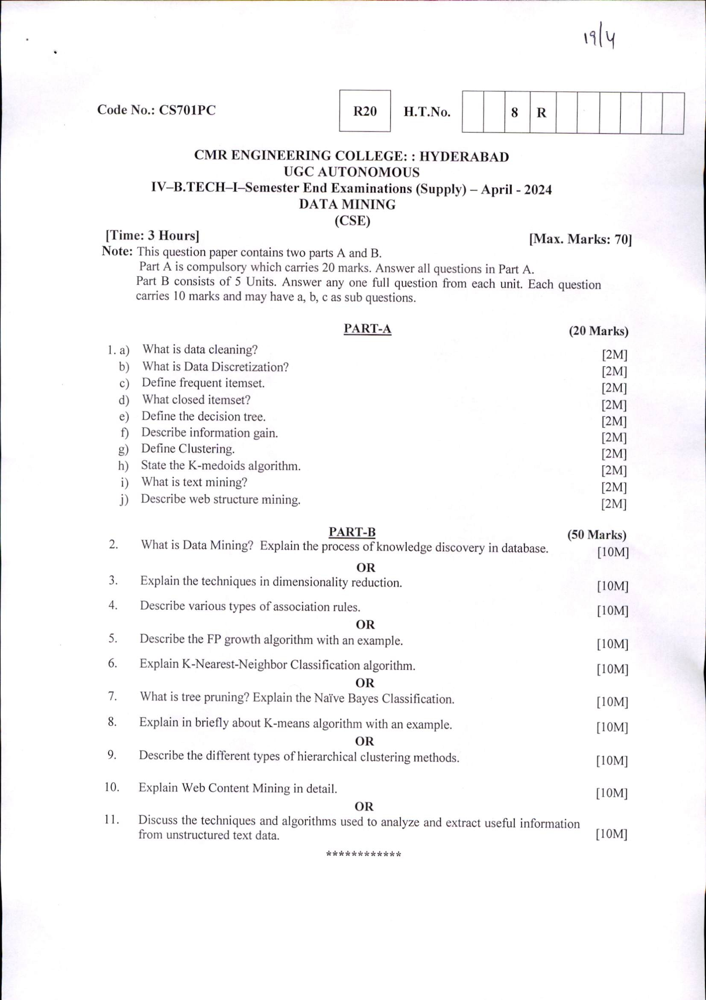 19/4
Code No.: CS701PC R20 H.T.No. 8 R
CMR ENGINEERING COLLEGE: : HYDERABAD
UGC AUTONOMOUS
IV–B.TECH–I–Semester End Examinations (Supply) – April - 2024
DATA MINING
(CSE)
[Time: 3 Hours] [Max. Marks: 70]
Note: This question paper contains two parts A and B.
Part A is compulsory which carries 20 marks. Answer all questions in Part A.
Part B consists of 5 Units. Answer any one full question from each unit. Each question
carries 10 marks and may have a, b, c as sub questions.
PART-A (20 Marks)
1. a) What is data cleaning? [2M]
b) What is Data Discretization? [2M]
c) Define frequent itemset. [2M]
d) What closed itemset? [2M]
e) Define the decision tree. [2M]
f) Describe information gain. [2M]
g) Define Clustering. [2M]
h) State the K-medoids algorithm. [2M]
i) What is text mining? [2M]
j) Describe web structure mining. [2M]
PART-B (50 Marks)
2. What is Data Mining? Explain the process of knowledge discovery in database. [10M]
OR
3. Explain the techniques in dimensionality reduction. [10M]
4. Describe various types of association rules. [10M]
OR
5. Describe the FP growth algorithm with an example. [10M]
6. Explain K-Nearest-Neighbor Classification algorithm. [10M]
OR
7. What is tree pruning? Explain the Naïve Bayes Classification. [10M]
8. Explain in briefly about K-means algorithm with an example. [10M]
OR
9. Describe the different types of hierarchical clustering methods. [10M]
10. Explain Web Content Mining in detail. [10M]
OR
11. Discuss the techniques and algorithms used to analyze and extract useful information
from unstructured text data. [10M]
************